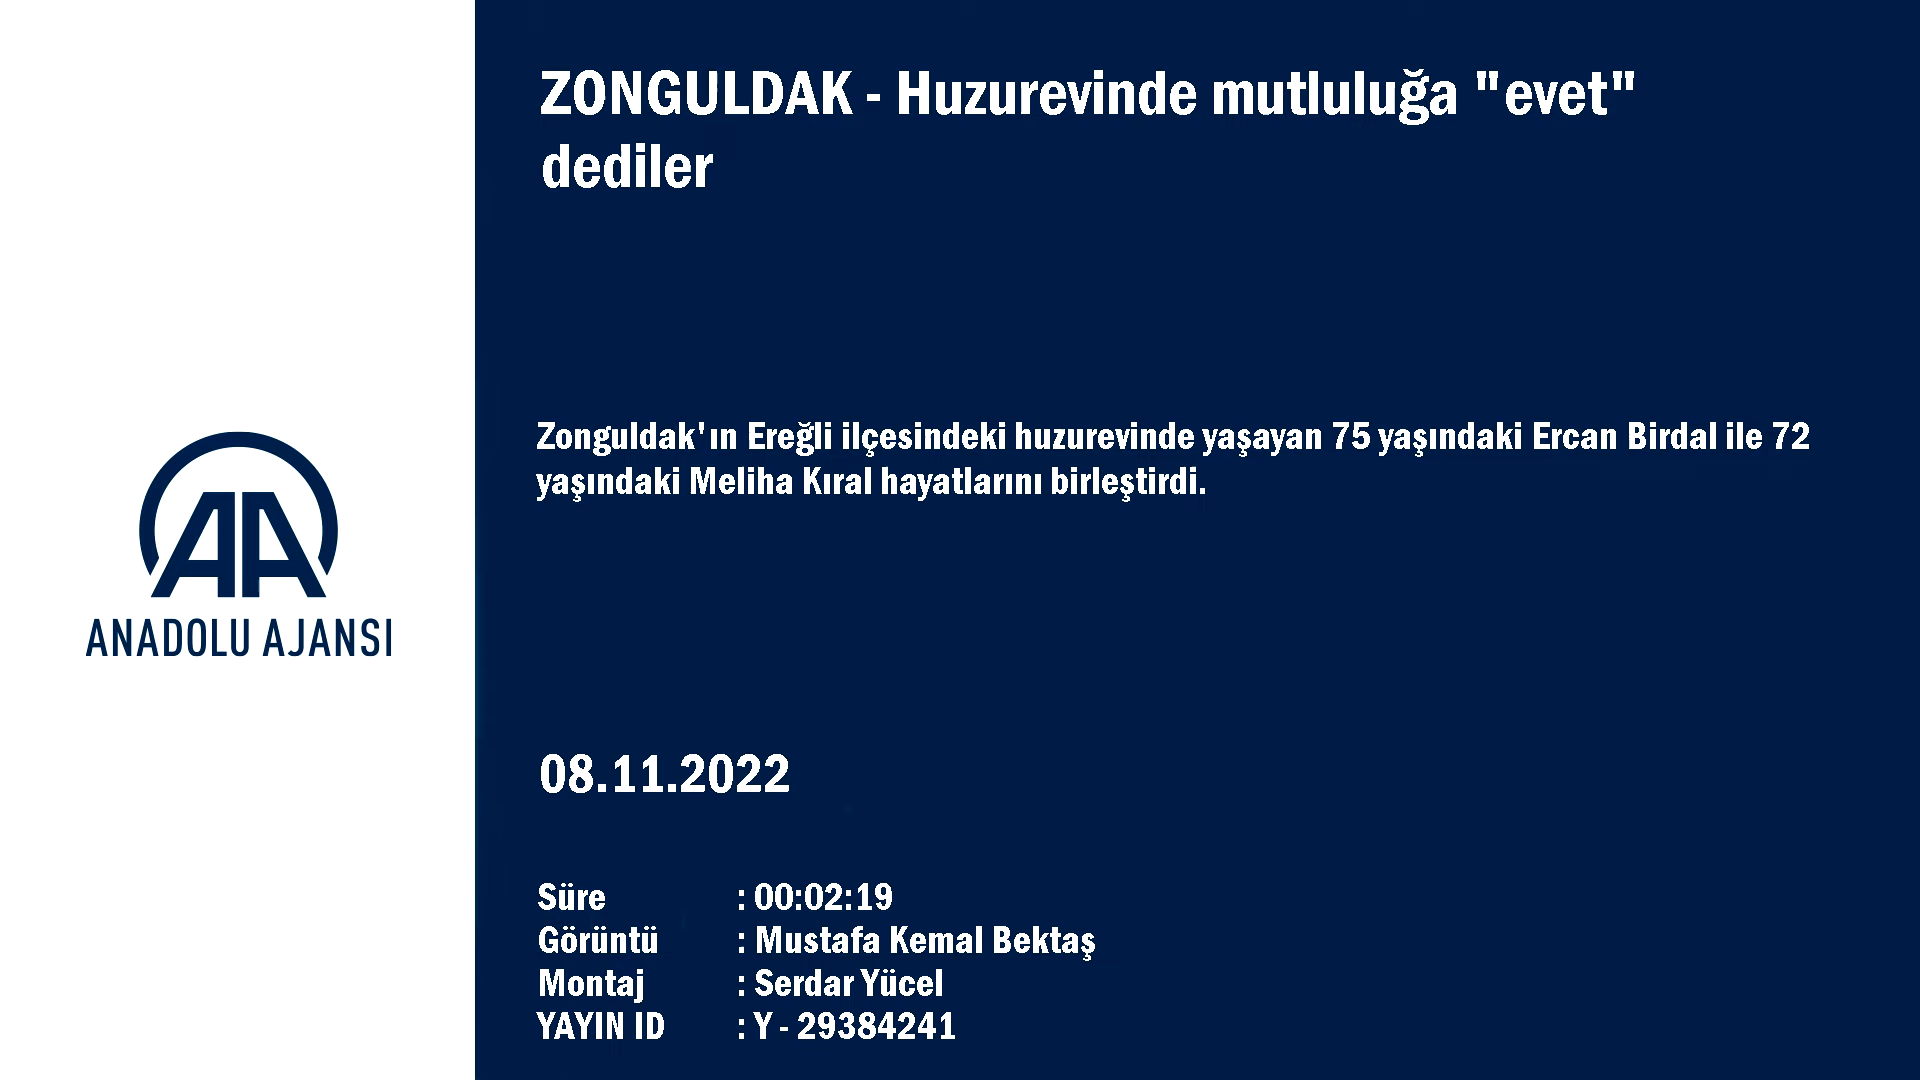 ZONGULDAK - Huzurevinde mutluluğa "evet"
dediler
Zonguldak'ın Ereğli ilçesindeki huzurevinde yaşayan 75 yaşındaki Ercan Birdal ile 72
yaşındaki Meliha Kıral hayatlarını birleştirdi.
AA
ANADOLU AJANSI
08.11.2022
Süre : 00:02:19
Görüntü : Mustafa Kemal Bektaş
Montaj : Serdar Yücel
YAYIN ID : Y - 29384241